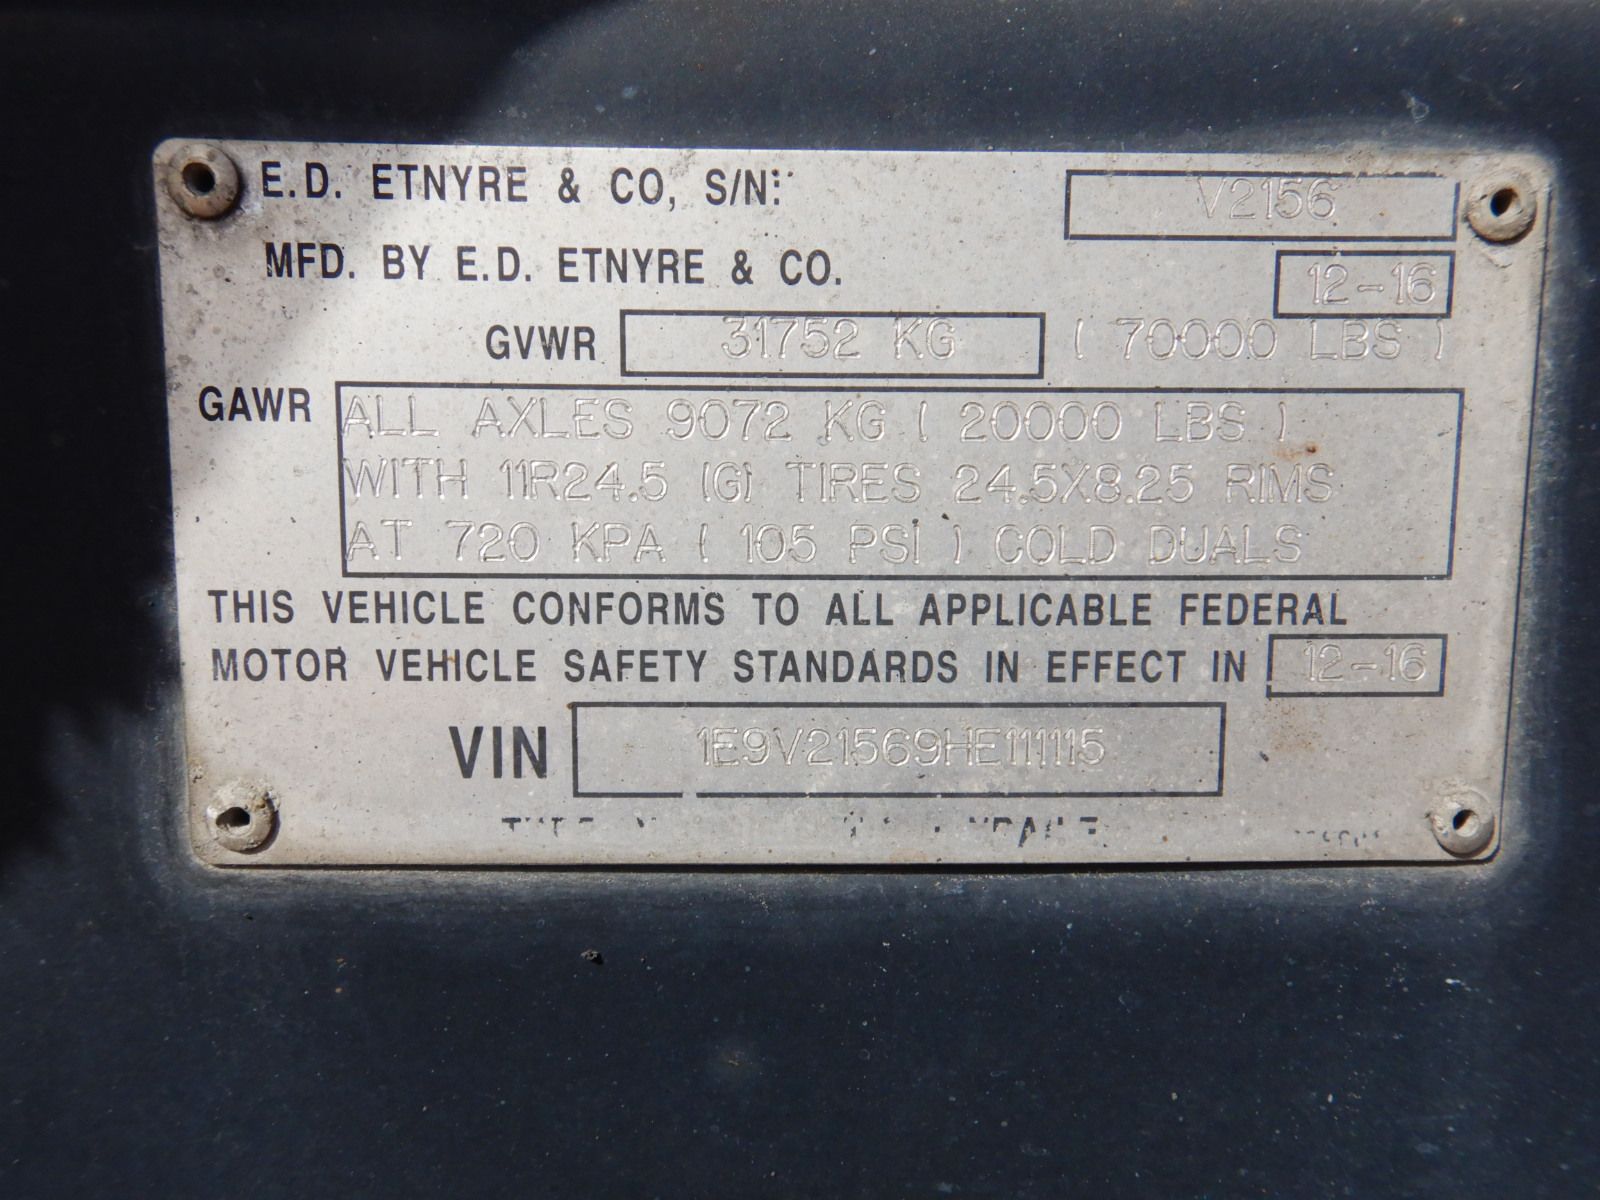 E.D. ETNYRE & CO, S/N: V2156
MFD. BY E.D. ETNYRE & CO. 12-16
GVWR 31752 KG ( 70000 LBS )
GAWR ALL AXLES 9072 KG ( 20000 LBS )
WITH 11R24.5 (G) TIRES 24.5X8.25 RIMS
AT 720 KPA ( 105 PSI ) COLD DUALS
THIS VEHICLE CONFORMS TO ALL APPLICABLE FEDERAL
MOTOR VEHICLE SAFETY STANDARDS IN EFFECT IN 12-16
VIN 1E9V21569HE111115